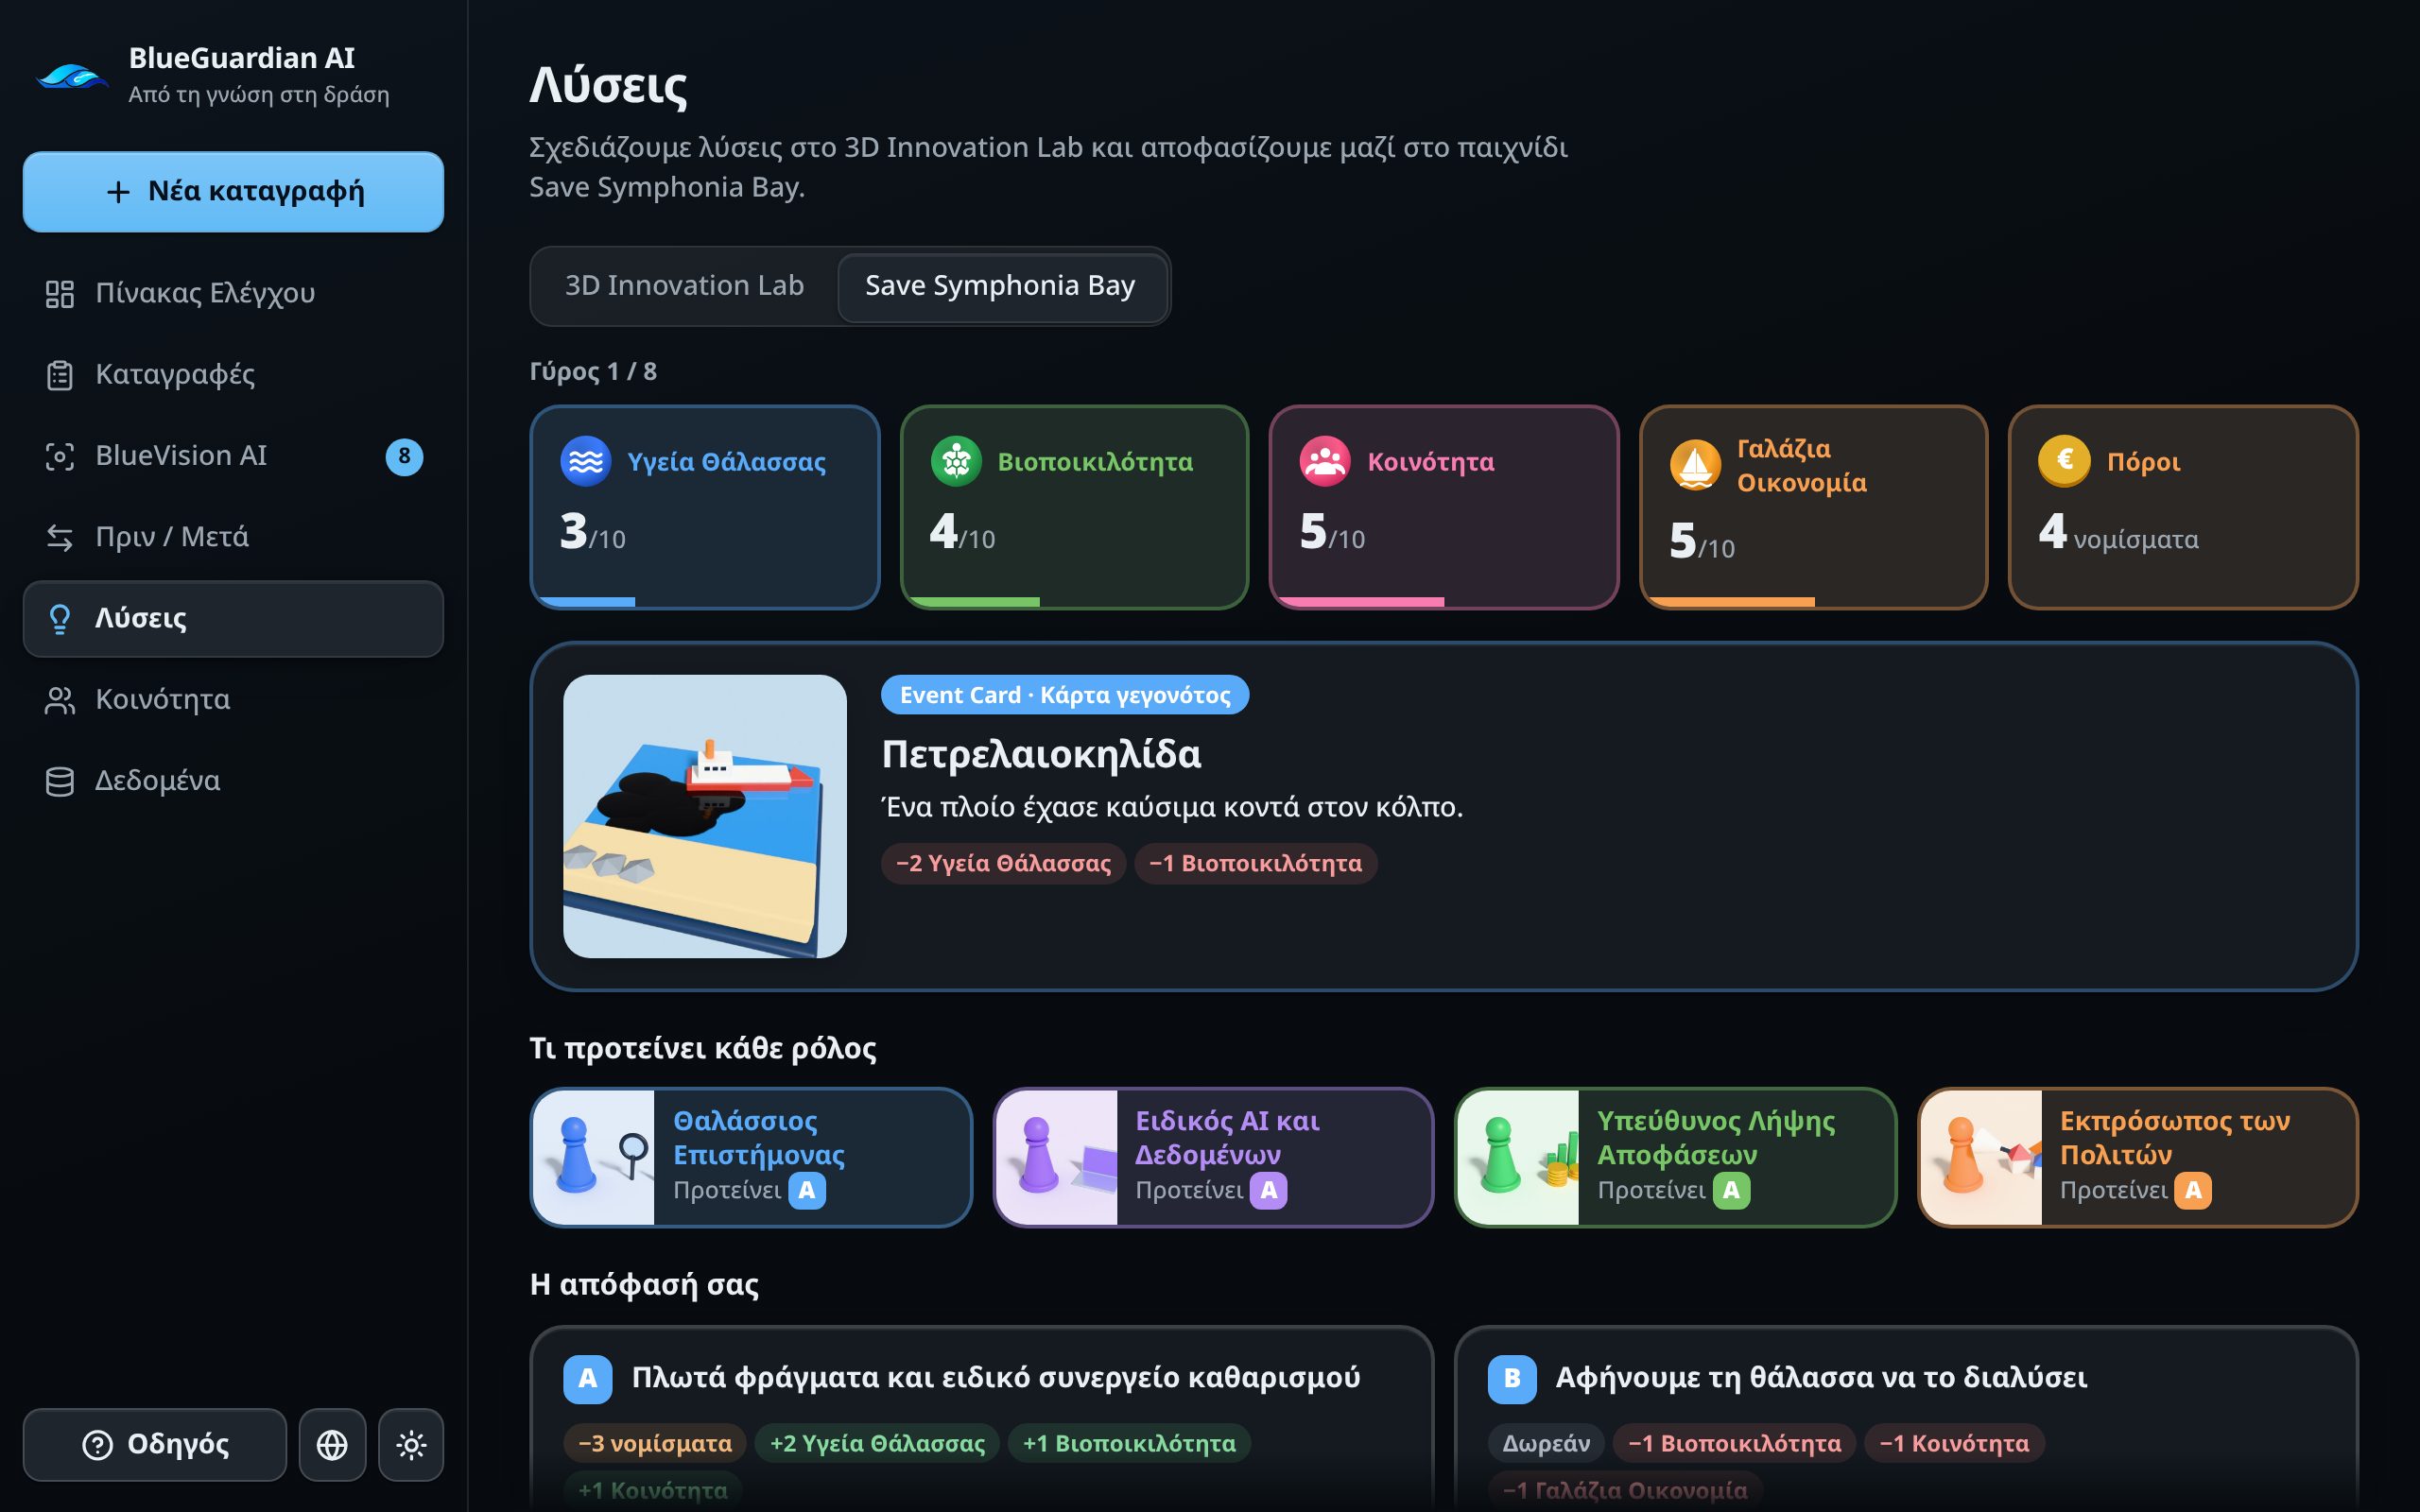 BlueGuardian AI
Από τη γνώση στη δράση
Νέα καταγραφή
Πίνακας Ελέγχου
Καταγραφές
BlueVision AI 8
Πριν / Μετά
Λύσεις
Κοινότητα
Δεδομένα
Οδηγός
Λύσεις
Σχεδιάζουμε λύσεις στο 3D Innovation Lab και αποφασίζουμε μαζί στο παιχνίδι
Save Symphonia Bay.
3D Innovation Lab Save Symphonia Bay
Γύρος 1 / 8
Υγεία Θάλασσας
3/10
Βιοποικιλότητα
4/10
Κοινότητα
5/10
Γαλάζια
Οικονομία
5/10
€ Πόροι
4 νομίσματα
Event Card · Κάρτα γεγονότος
Πετρελαιοκηλίδα
Ένα πλοίο έχασε καύσιμα κοντά στον κόλπο.
−2 Υγεία Θάλασσας −1 Βιοποικιλότητα
Τι προτείνει κάθε ρόλος
Θαλάσσιος
Επιστήμονας
Προτείνει A
Ειδικός AI και
Δεδομένων
Προτείνει A
Υπεύθυνος Λήψης
Αποφάσεων
Προτείνει A
Εκπρόσωπος των
Πολιτών
Προτείνει A
Η απόφασή σας
A Πλωτά φράγματα και ειδικό συνεργείο καθαρισμού
−3 νομίσματα +2 Υγεία Θάλασσας +1 Βιοποικιλότητα
+1 Κοινότητα
B Αφήνουμε τη θάλασσα να το διαλύσει
Δωρεάν −1 Βιοποικιλότητα −1 Κοινότητα
−1 Γαλάζια Οικονομία